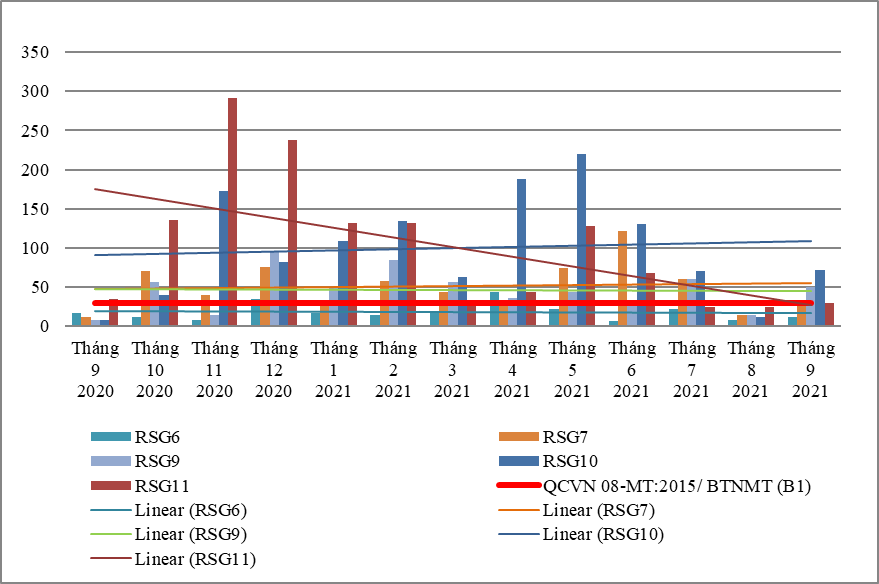 350
300
250
200
150
100
50
0
Tháng Tháng Tháng Tháng Tháng Tháng Tháng Tháng Tháng Tháng Tháng Tháng Tháng
9 10 11 12 1 2 3 4 5 6 7 8 9
2020 2020 2020 2020 2021 2021 2021 2021 2021 2021 2021 2021 2021
RSG6 RSG7
RSG9 RSG10
RSG11 QCVN 08-MT:2015/ BTNMT (B1)
Linear (RSG6) Linear (RSG7)
Linear (RSG9) Linear (RSG10)
Linear (RSG11)